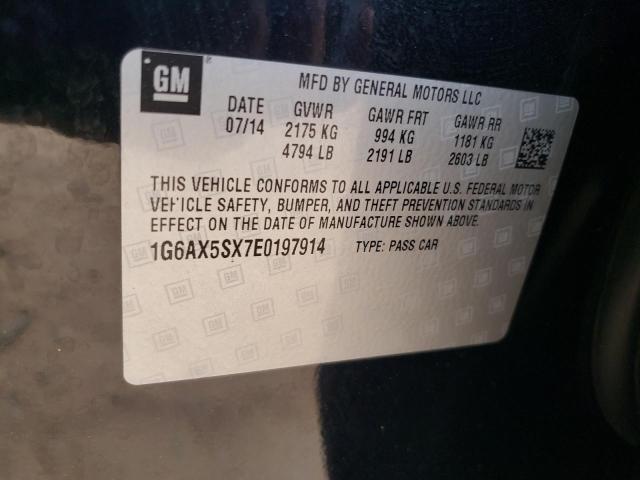 GM
MFD BY GENERAL MOTORS LLC
DATE GVWR GAWR FRT GAWR RR
07/14 2175 KG 994 KG 1181 KG
4794 LB 2191 LB 2603 LB
THIS VEHICLE CONFORMS TO ALL APPLICABLE U.S. FEDERAL MOTOR
VEHICLE SAFETY, BUMPER, AND THEFT PREVENTION STANDARDS IN
EFFECT ON THE DATE OF MANUFACTURE SHOWN ABOVE.
1G6AX5SX7E0197914 TYPE: PASS CAR